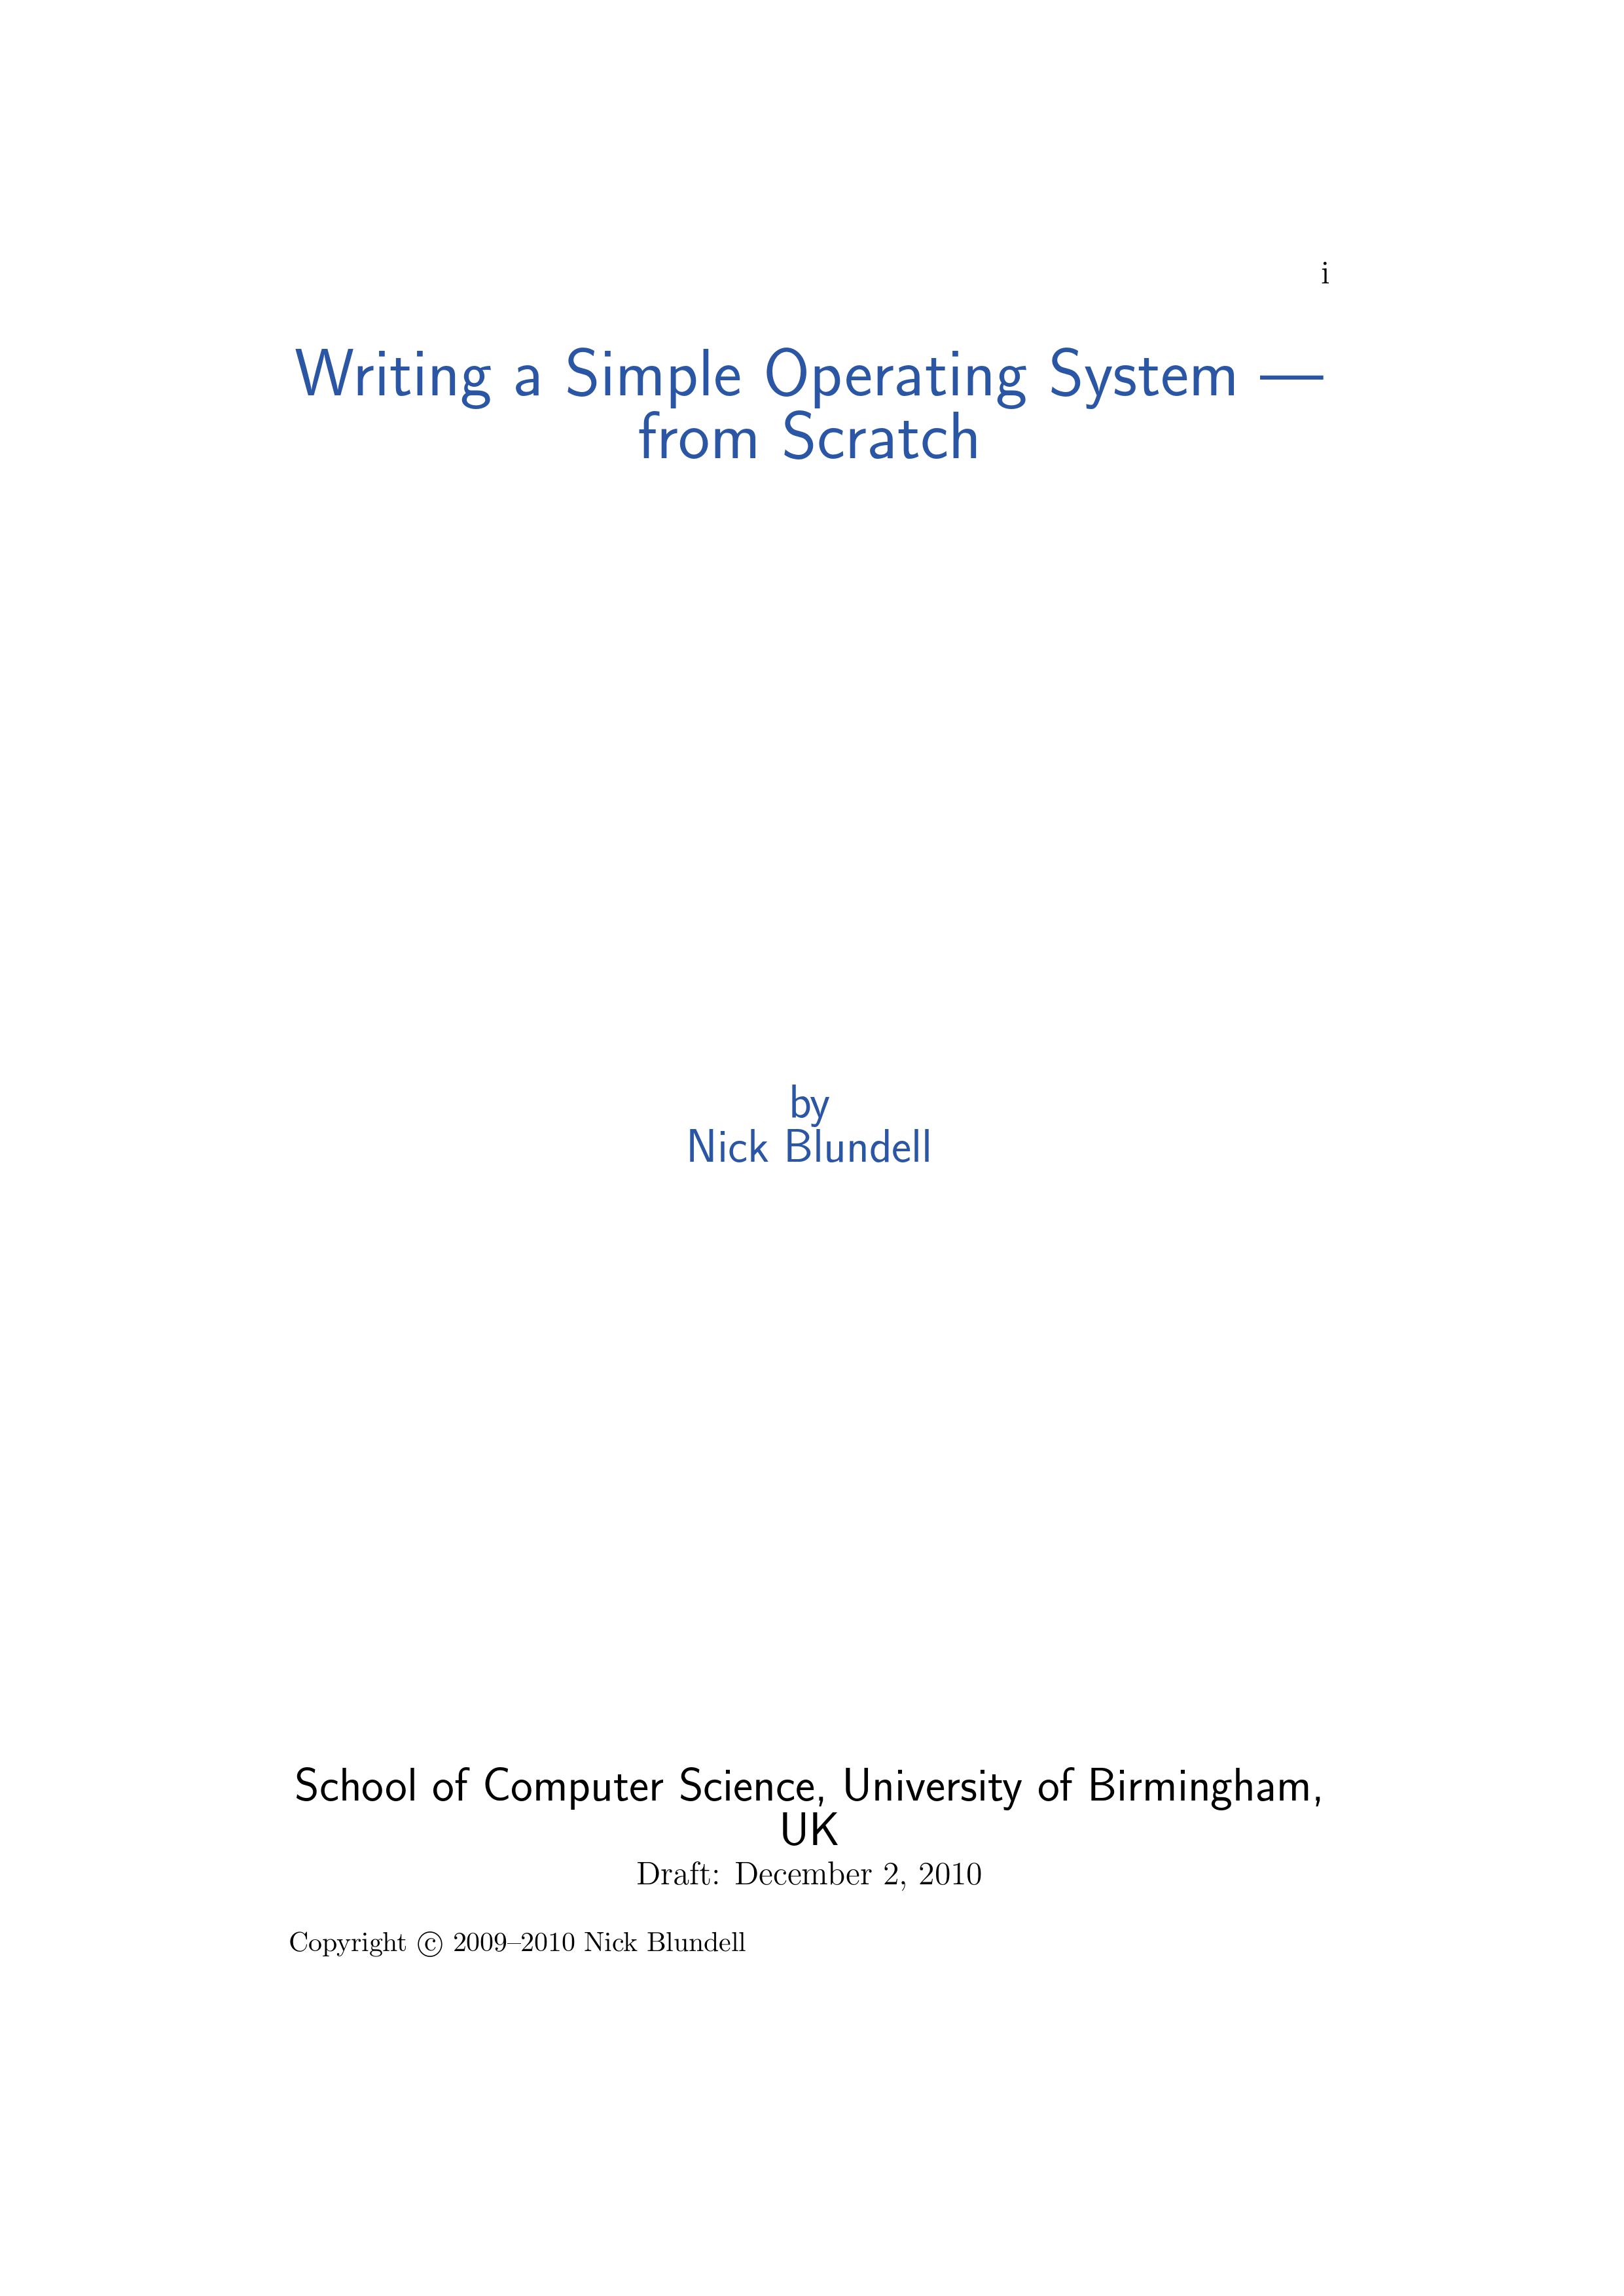 i
Writing a Simple Operating System —
from Scratch
by
Nick Blundell
School of Computer Science, University of Birmingham,
UK
Draft: December 2, 2010
Copyright © 2009–2010 Nick Blundell